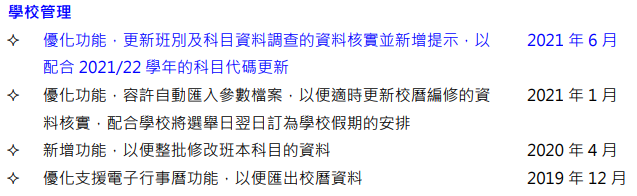 學校管理
✧ 優化功能，更新班別及科目資料調查的資料核實並新增提示，以 2021 年 6 月
配合 2021/22 學年的科目代碼更新
✧ 優化功能，容許自動匯入參數檔案，以便適時更新校曆編修的資 2021 年 1 月
料核實，配合學校將選舉日翌日訂為學校假期的安排
✧ 新增功能，以便整批修改班本科目的資料 2020 年 4 月
✧ 優化支援電子行事曆功能，以便匯出校曆資料 2019 年 12 月